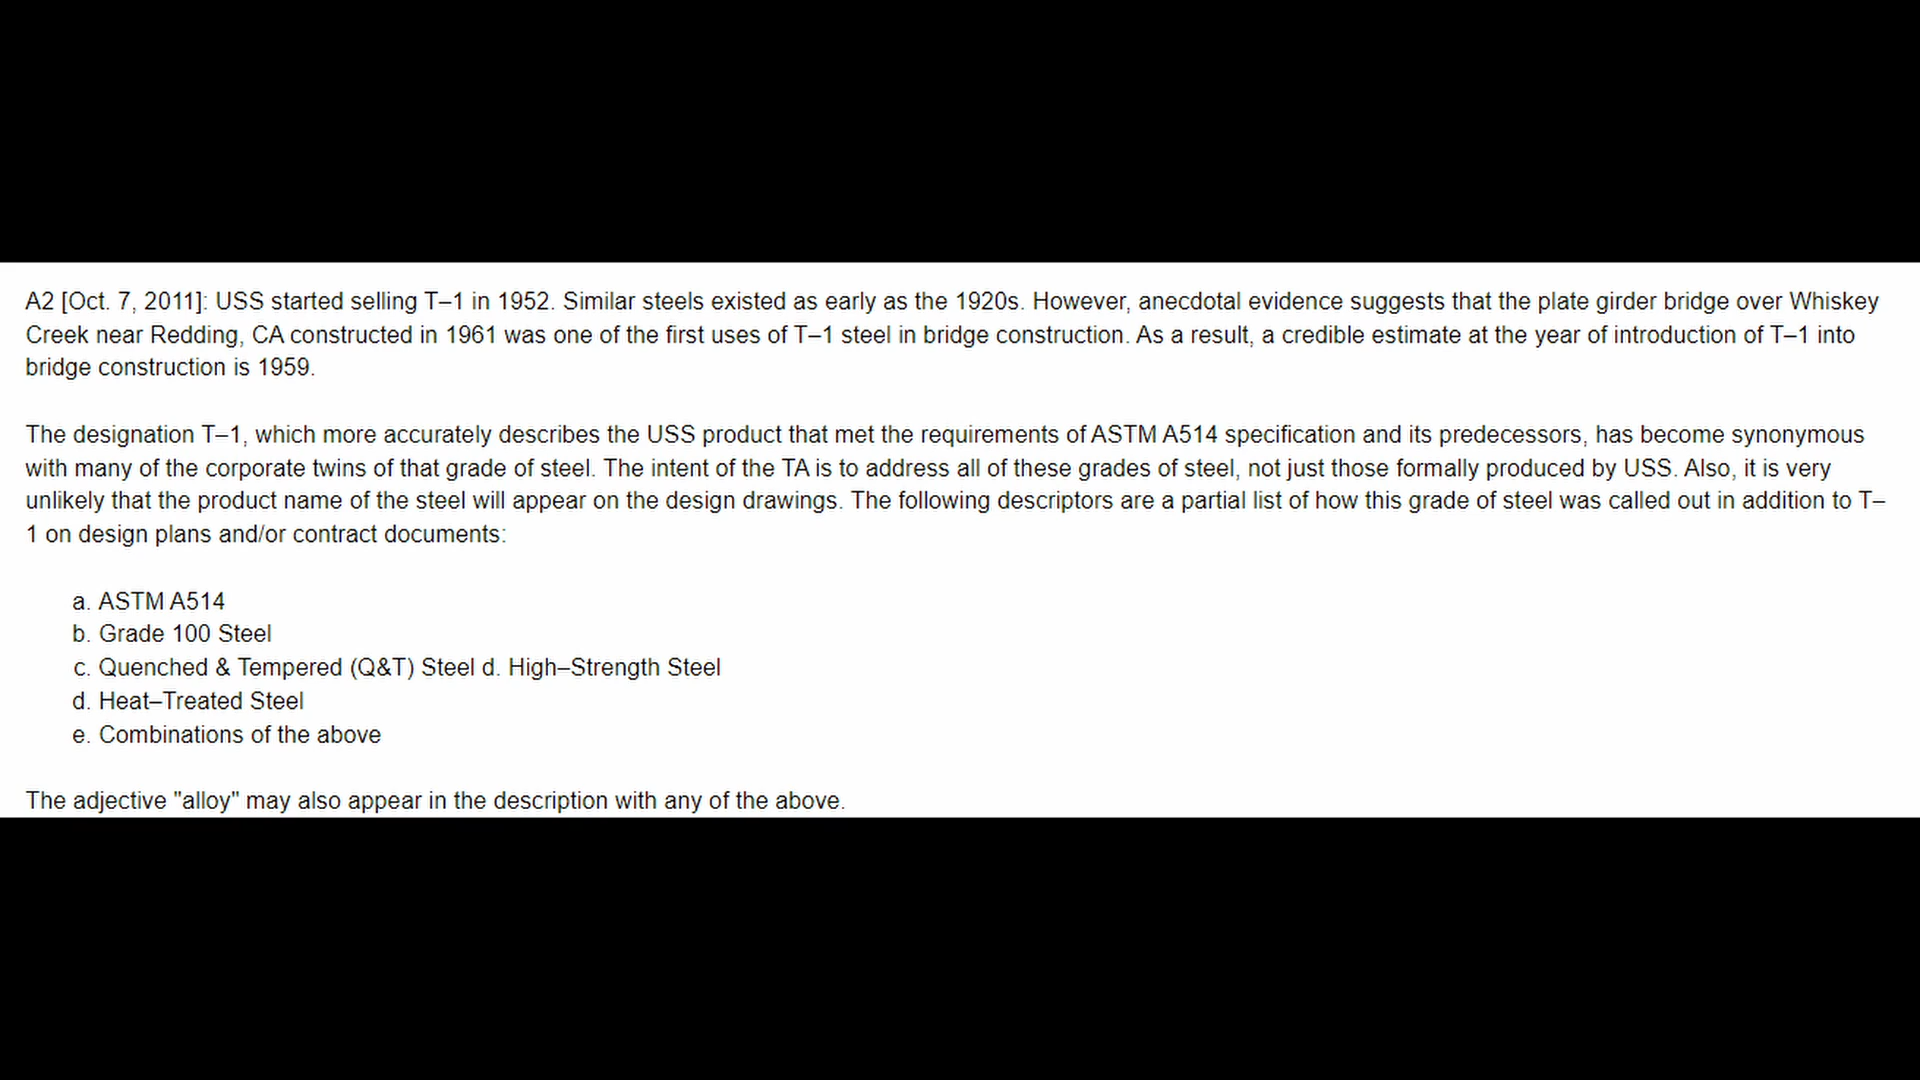 A2 [Oct. 7, 2011]: USS started selling T–1 in 1952. Similar steels existed as early as the 1920s. However, anecdotal evidence suggests that the plate girder bridge over Whiskey
Creek near Redding, CA constructed in 1961 was one of the first uses of T–1 steel in bridge construction. As a result, a credible estimate at the year of introduction of T–1 into
bridge construction is 1959.
The designation T–1, which more accurately describes the USS product that met the requirements of ASTM A514 specification and its predecessors, has become synonymous
with many of the corporate twins of that grade of steel. The intent of the TA is to address all of these grades of steel, not just those formally produced by USS. Also, it is very
unlikely that the product name of the steel will appear on the design drawings. The following descriptors are a partial list of how this grade of steel was called out in addition to T–
1 on design plans and/or contract documents:
a. ASTM A514
b. Grade 100 Steel
c. Quenched & Tempered (Q&T) Steel d. High–Strength Steel
d. Heat–Treated Steel
e. Combinations of the above
The adjective "alloy" may also appear in the description with any of the above.